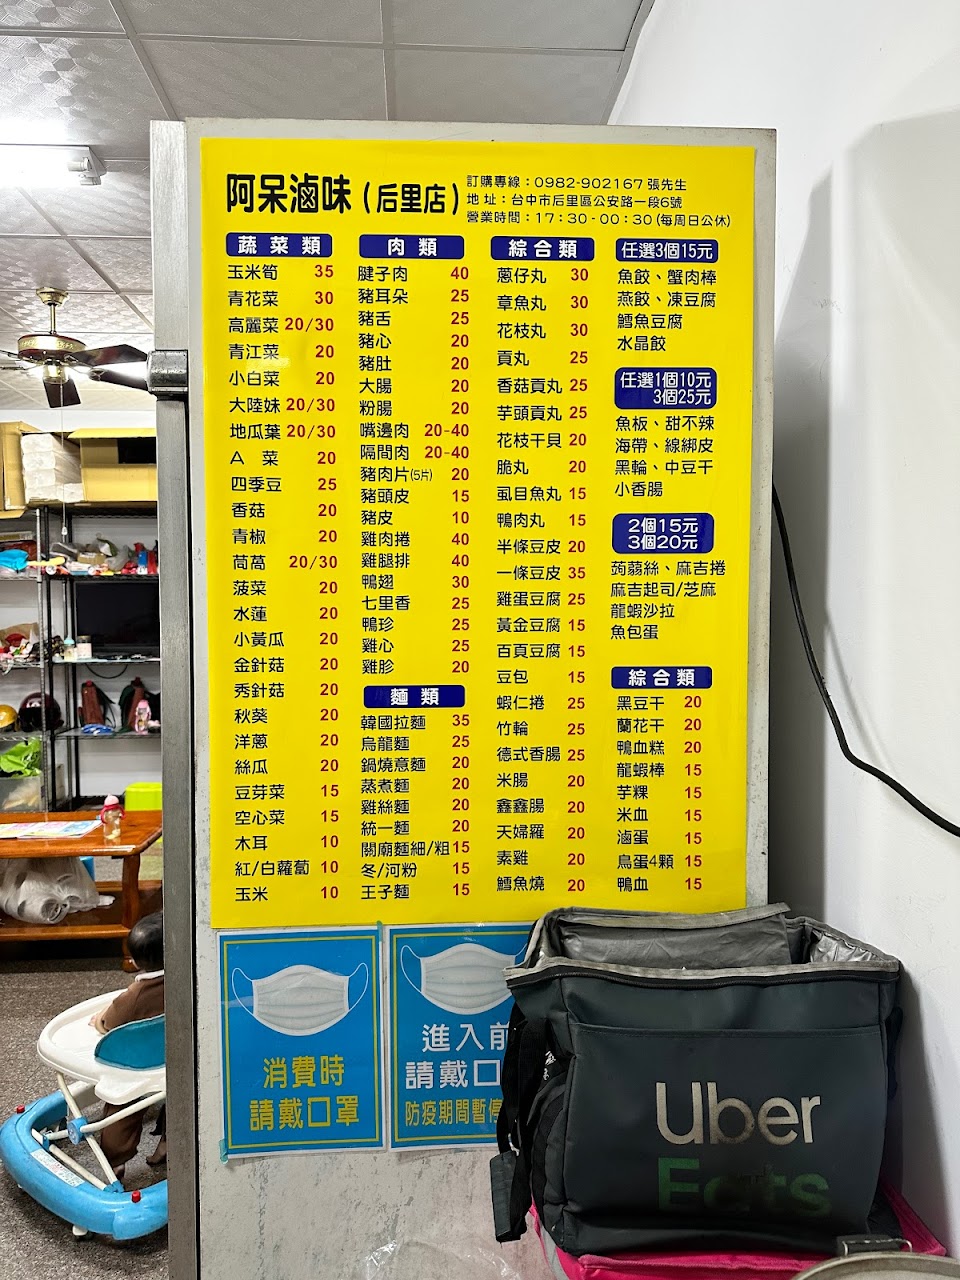 阿呆滷味(后里店)
訂購專線：0982-902167 張先生
地 址：台中市后里區公安路一段6號
營業時間：17：30 - 00：30 (每周日公休)
蔬菜類
玉米筍 35
青花菜 30
高麗菜 20/30
青江菜 20
小白菜 20
大陸妹 20/30
地瓜葉 20/30
A 菜 20
四季豆 25
香菇 20
青椒 20
茼萵 20/30
菠菜 20
水蓮 20
小黃瓜 20
金針菇 20
秀針菇 20
秋葵 20
洋蔥 20
絲瓜 20
豆芽菜 15
空心菜 15
木耳 10
紅/白蘿蔔 10
玉米 10
肉類
腱子肉 40
豬耳朵 25
豬舌 25
豬心 20
豬肚 20
大腸 20
粉腸 20
嘴邊肉 20-40
隔間肉 20-40
豬肉片(5片) 20
豬頭皮 15
豬皮 10
雞肉捲 40
雞腿排 40
鴨翅 30
七里香 25
鴨珍 25
雞心 25
雞胗 20
麵類
韓國拉麵 35
烏龍麵 25
鍋燒意麵 20
蒸煮麵 20
雞絲麵 20
統一麵 20
關廟麵細/粗 15
冬/河粉 15
王子麵 15
綜合類
蔥仔丸 30
章魚丸 30
花枝丸 30
貢丸 25
香菇貢丸 25
芋頭貢丸 25
花枝干貝 20
脆丸 20
虱目魚丸 15
鴨肉丸 15
半條豆皮 20
一條豆皮 35
雞蛋豆腐 25
黃金豆腐 15
百頁豆腐 15
豆包 15
蝦仁捲 25
竹輪 25
德式香腸 25
米腸 20
鑫鑫腸 20
天婦羅 20
素雞 20
鱈魚燒 20
任選3個15元
魚餃、蟹肉棒
燕餃、凍豆腐
鱈魚豆腐
水晶餃
任選1個10元
3個25元
魚板、甜不辣
海帶、線綁皮
黑輪、中豆干
小香腸
2個15元
3個20元
蒟蒻絲、麻吉捲
麻吉起司/芝麻
龍蝦沙拉
魚包蛋
綜合類
黑豆干 20
蘭花干 20
鴨血糕 20
龍蝦棒 15
芋粿 15
米血 15
滷蛋 15
鳥蛋4顆 15
鴨血 15
消費時
請戴口罩
進入前
請戴口
防疫期間暫停
Uber
Eats